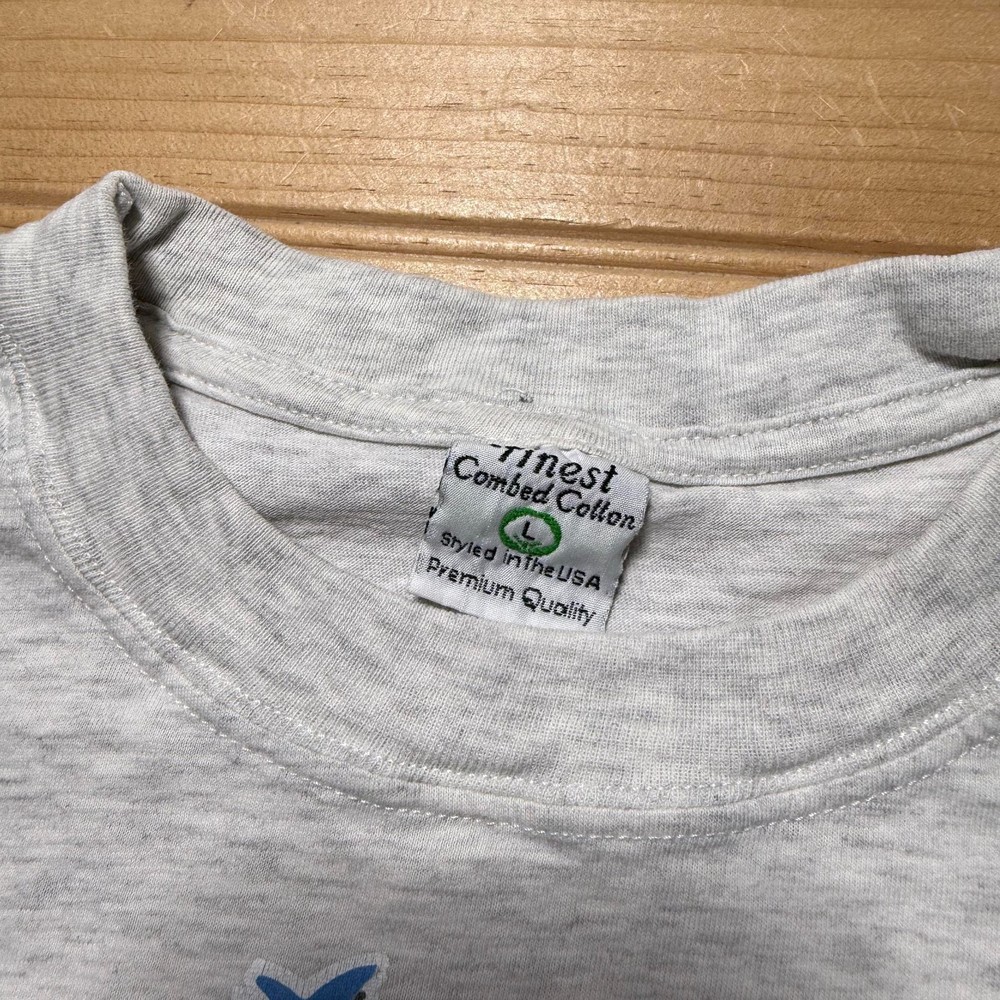 finest
Combed Cotton
L
Styled in The USA
Premium Quality